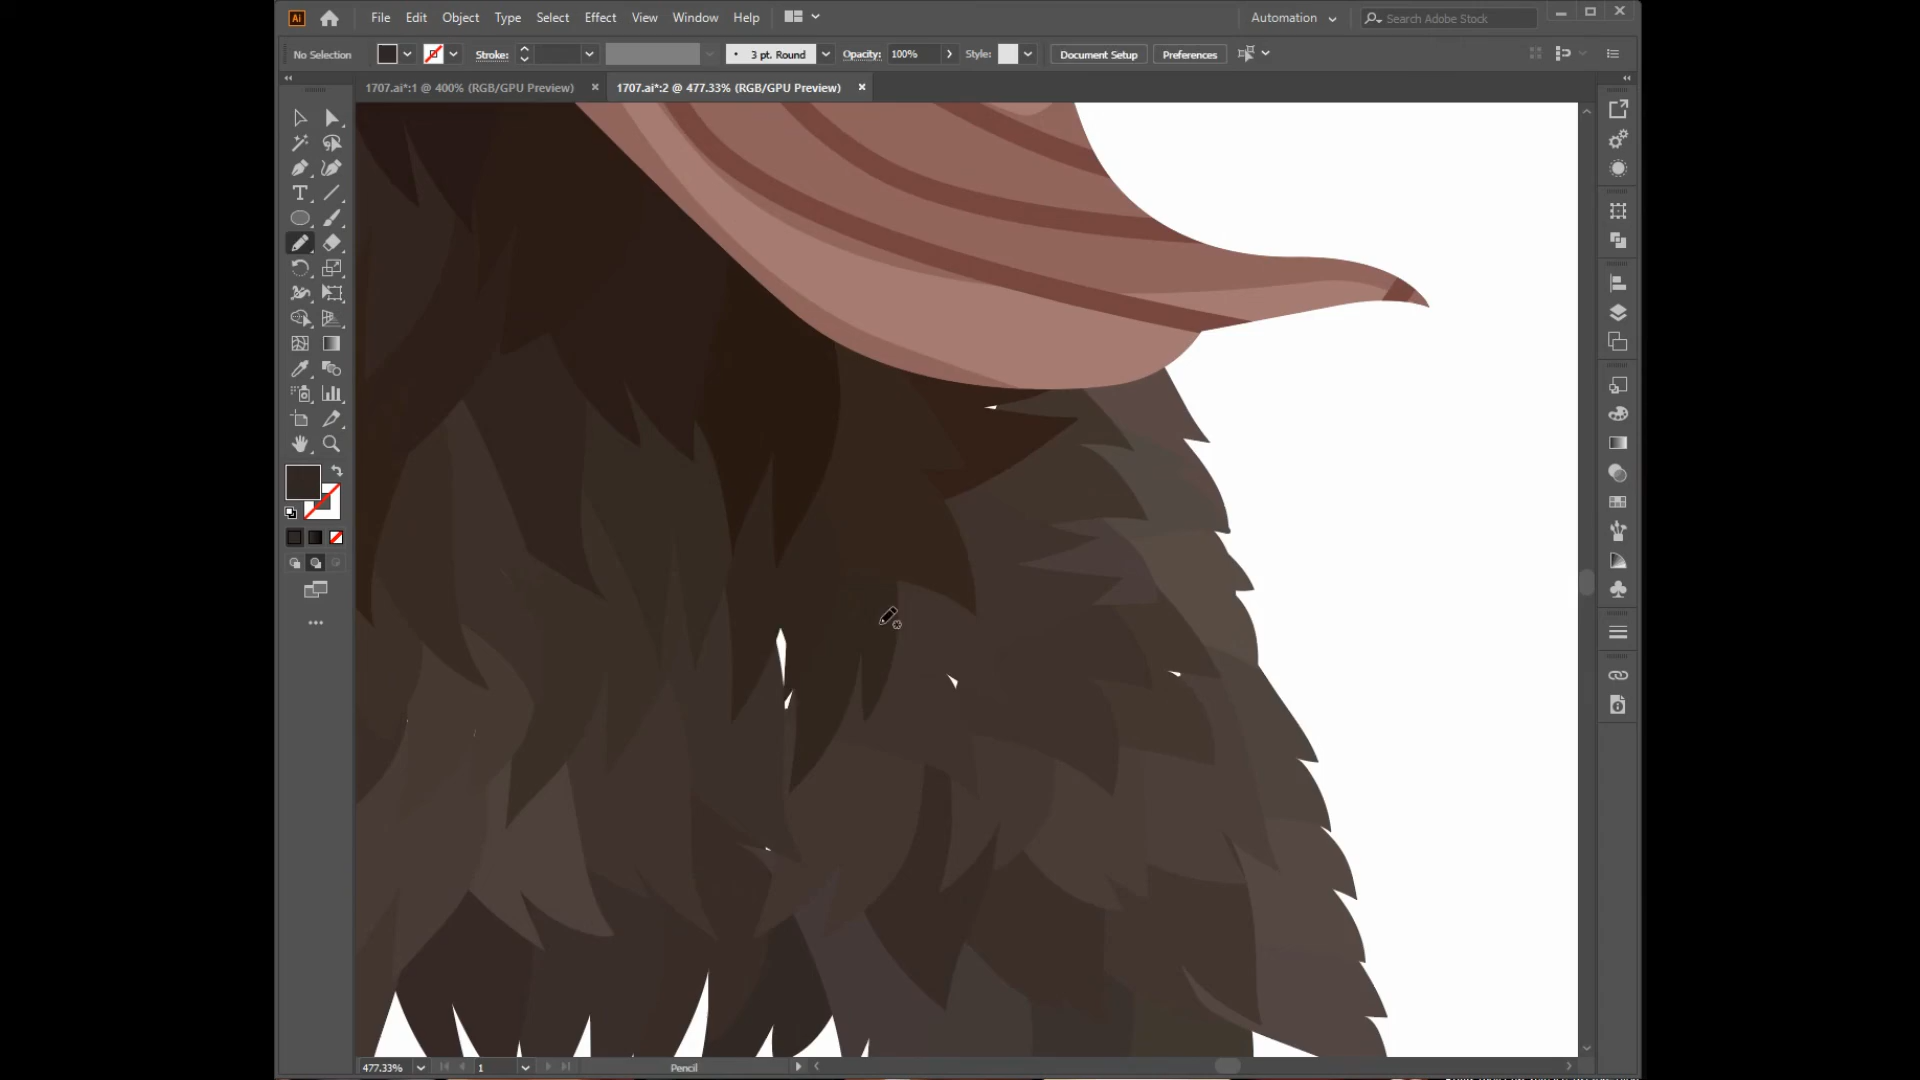 Ai File Edit Object Type Select Effect View Window Help Automation Search Adobe Stock
No Selection Stroke: 3 pt. Round Opacity: 100% Style: Document Setup Preferences
1707.ai*:1 @ 400% (RGB/GPU Preview) 1707.ai*:2 @ 477.33% (RGB/GPU Preview)
477.33% 1 Pencil